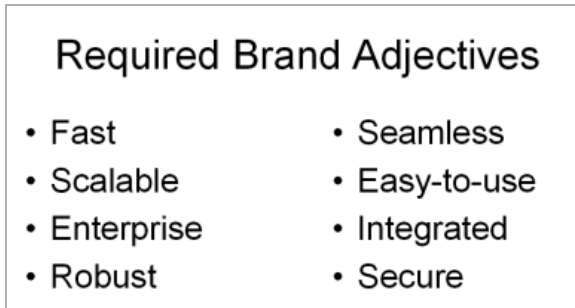 Required Brand Adjectives
• Fast
• Scalable
• Enterprise
• Robust
• Seamless
• Easy-to-use
• Integrated
• Secure